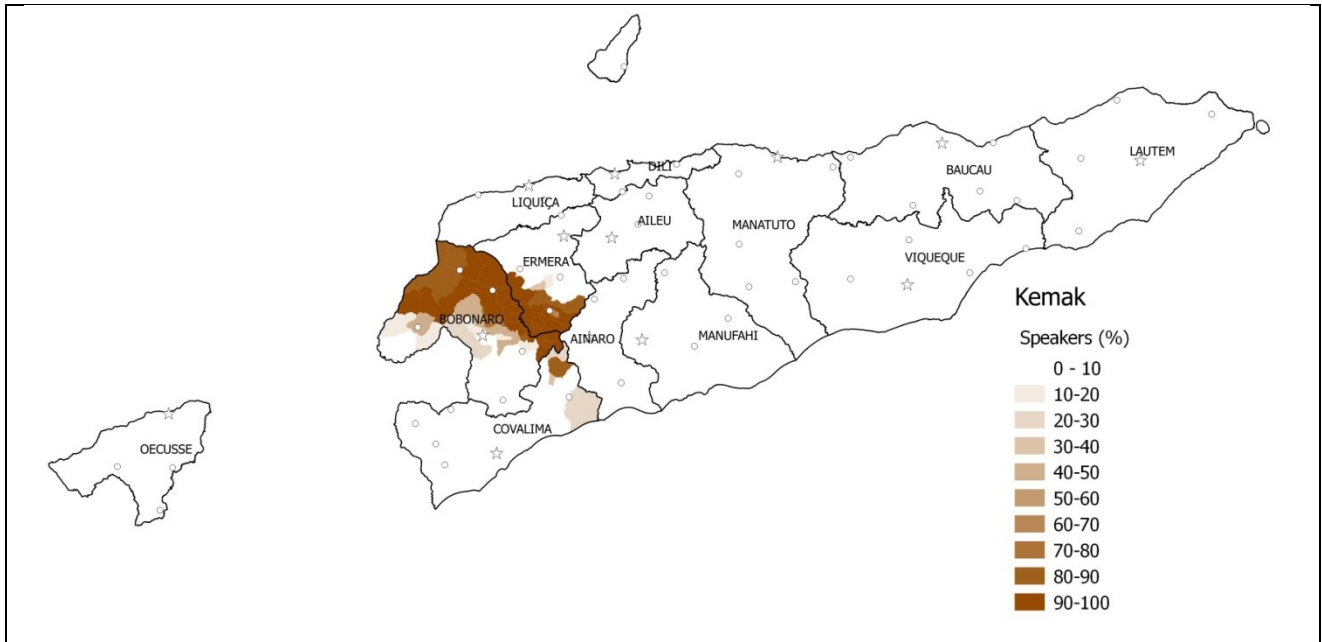 DILI
LAUTEM
BAUCAU
LIQUIÇA
AILEU
MANATUTO
VIQUEQUE
ERMERA
Kemak
BOBONARO
AINARO
MANUFAHI
Speakers (%)
0 - 10
10-20
20-30
30-40
COVALIMA
OECUSSE
40-50
50-60
60-70
70-80
80-90
90-100